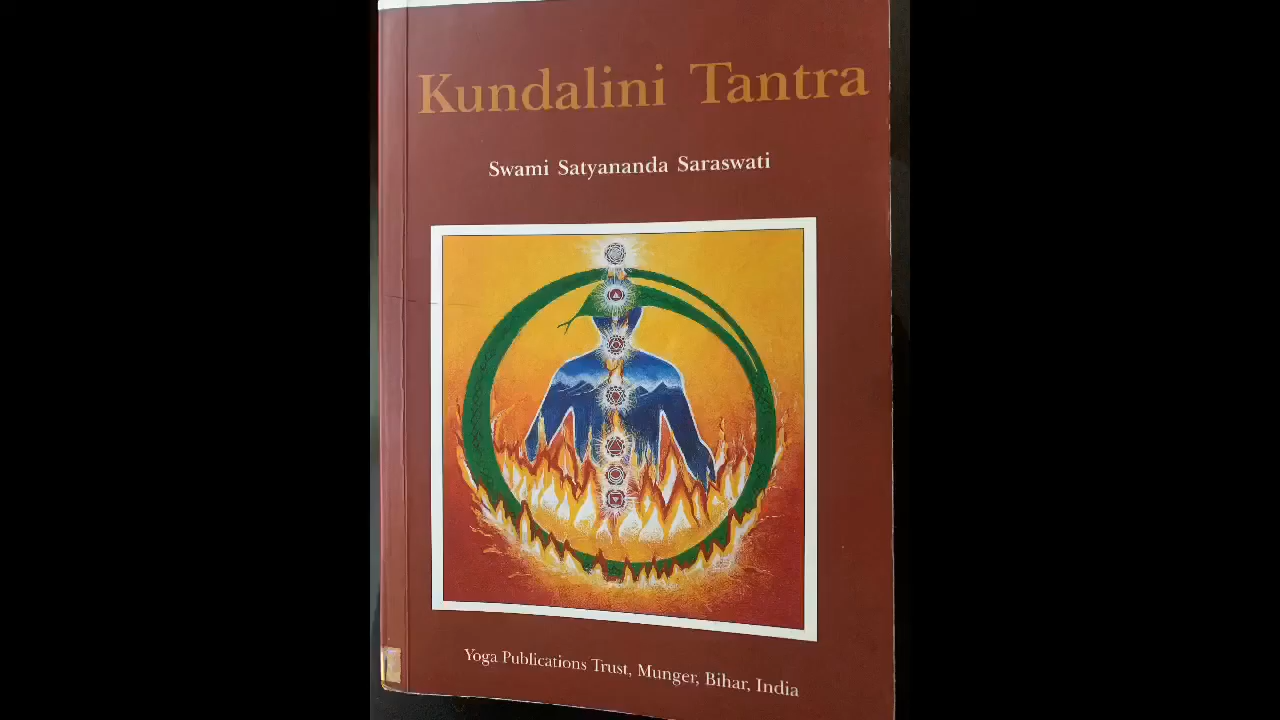 Kundalini Tantra
Swami Satyananda Saraswati
Yoga Publications Trust, Munger, Bihar, India